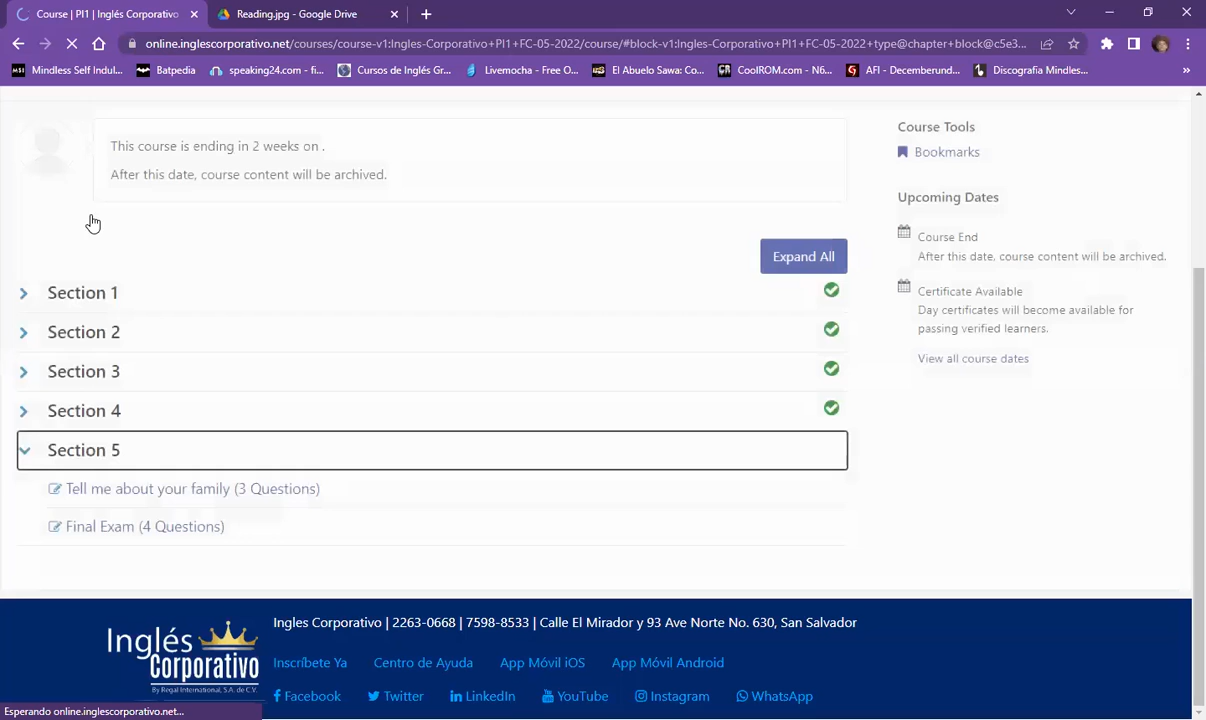 Course | PI1 | Inglés Corporativo
Reading.jpg - Google Drive
online.inglescorporativo.net/courses/course-v1:Ingles-Corporativo+PI1+FC-05-2022/course/#block-v1:Ingles-Corporativo+PI1+FC-05-2022+type@chapter+block@c5e3...
Mindless Self Indul...
Batpedia
speaking24.com - fi...
Cursos de Inglés Gr...
Livemocha - Free O...
El Abuelo Sawa: Co...
CoolROM.com - N6...
AFI - Decemberund...
Discografia Mindles...
»
This course is ending in 2 weeks on .
After this date, course content will be archived.
Expand All
Section 1
Section 2
Section 3
Section 4
Section 5
Tell me about your family (3 Questions)
Final Exam (4 Questions)
Course Tools
Bookmarks
Upcoming Dates
Course End
After this date, course content will be archived.
Certificate Available
Day certificates will become available for
passing verified learners.
View all course dates
Inglés
Corporativo
By Regal International, S.A. de C.V.
Ingles Corporativo | 2263-0668 | 7598-8533 | Calle El Mirador y 93 Ave Norte No. 630, San Salvador
Inscríbete Ya
Centro de Ayuda
App Móvil iOS
App Móvil Android
Facebook
Twitter
LinkedIn
YouTube
Instagram
WhatsApp
Esperando online.inglescorporativo.net...